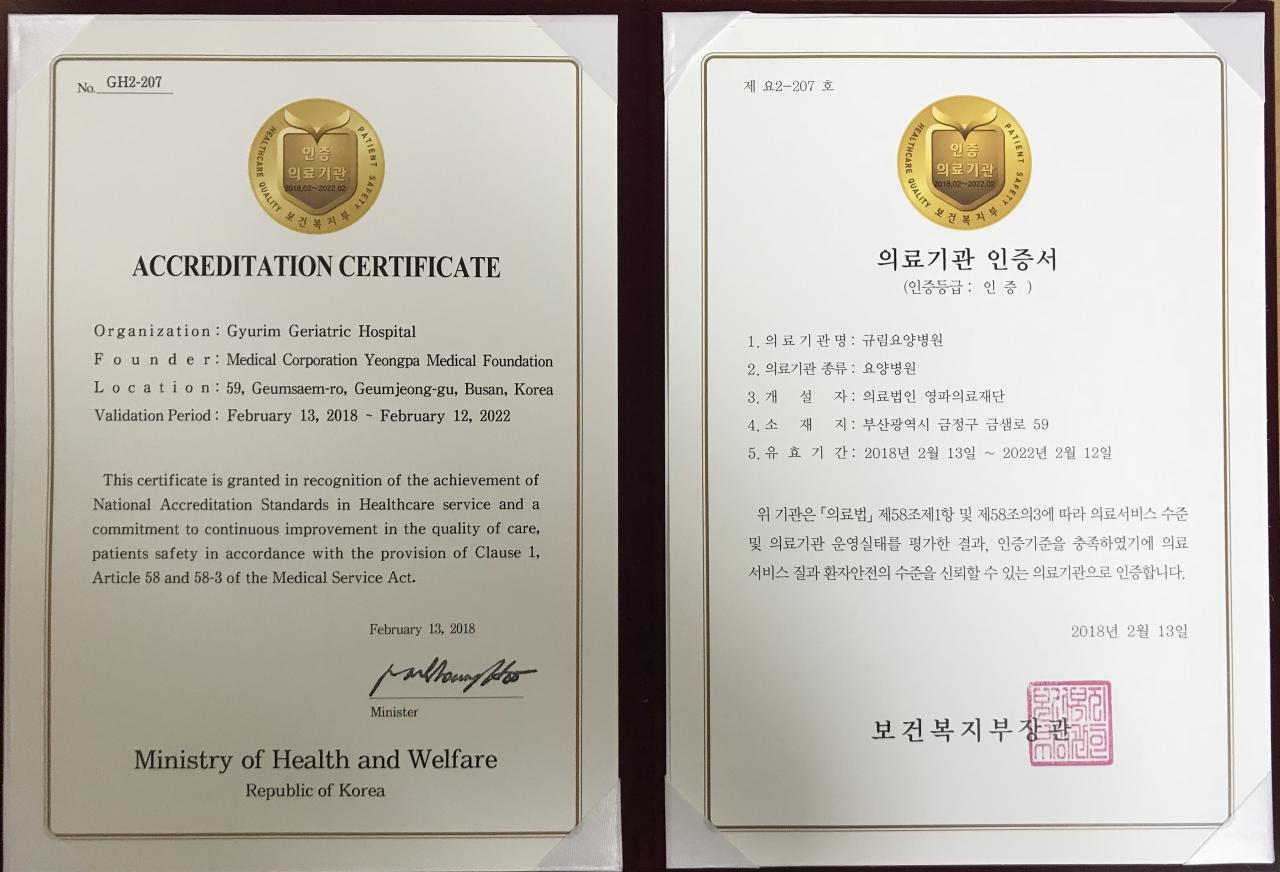 No. GH2-207
HEALTHCARE QUALITY
PATIENT SAFETY
인증
의료기관
2018.02~2022.02
보건복지부
ACCREDITATION CERTIFICATE
Organization : Gyurim Geriatric Hospital
Founder : Medical Corporation Yeongpa Medical Foundation
Location : 59, Geumsaem-ro, Geumjeong-gu, Busan, Korea
Validation Period : February 13, 2018 ~ February 12, 2022
This certificate is granted in recognition of the achievement of
National Accreditation Standards in Healthcare service and a
commitment to continuous improvement in the quality of care,
patients safety in accordance with the provision of Clause 1,
Article 58 and 58-3 of the Medical Service Act.
February 13, 2018
Minister
Ministry of Health and Welfare
Republic of Korea
제 요2-207 호
HEALTHCARE QUALITY
PATIENT SAFETY
인증
의료기관
2018.02~2022.02
보건복지부
의료기관 인증서
(인증등급 : 인 증 )
1. 의료기관명 : 규림요양병원
2. 의료기관 종류 : 요양병원
3. 개 설 자 : 의료법인 영파의료재단
4. 소 재 지 : 부산광역시 금정구 금샘로 59
5. 유 효 기 간 : 2018년 2월 13일 ~ 2022년 2월 12일
위 기관은 「의료법」 제58조제1항 및 제58조의3에 따라 의료서비스 수준
및 의료기관 운영실태를 평가한 결과, 인증기준을 충족하였기에 의료
서비스 질과 환자안전의 수준을 신뢰할 수 있는 의료기관으로 인증합니다.
2018년 2월 13일
보건복지부장관